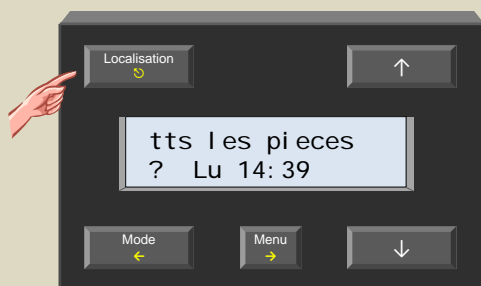 Localisation
tts les pieces
? Lu 14:39
Mode
Menu